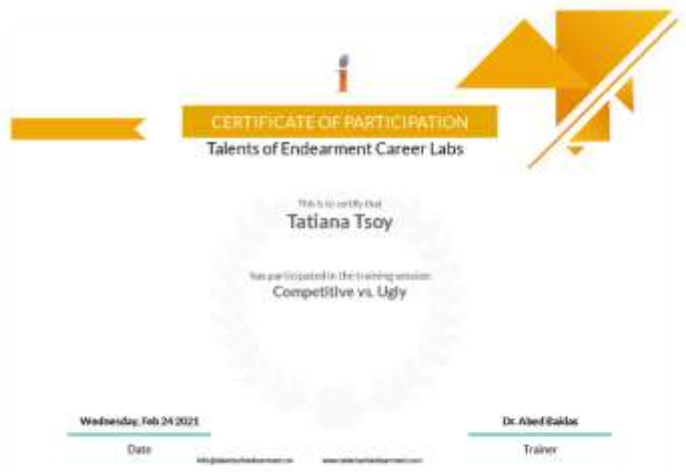 CERTIFICATE OF PARTICIPATION
Talents of Endearment Career Labs
This is to certify that
Tatiana Tsoy
has participated in the training session
Competitive vs. Ugly
Wednesday, Feb 24 2021
Dr. Abed Baidas
Date
Trainer